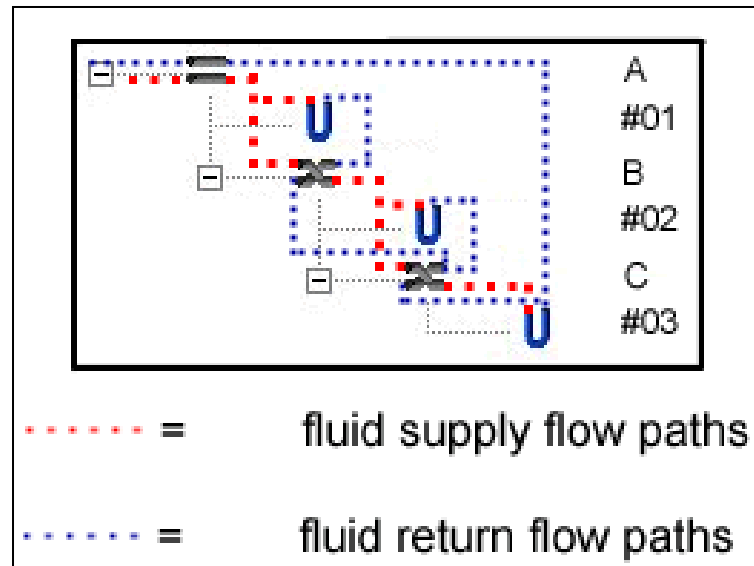 A
#01
B
#02
C
#03
= fluid supply flow paths
= fluid return flow paths